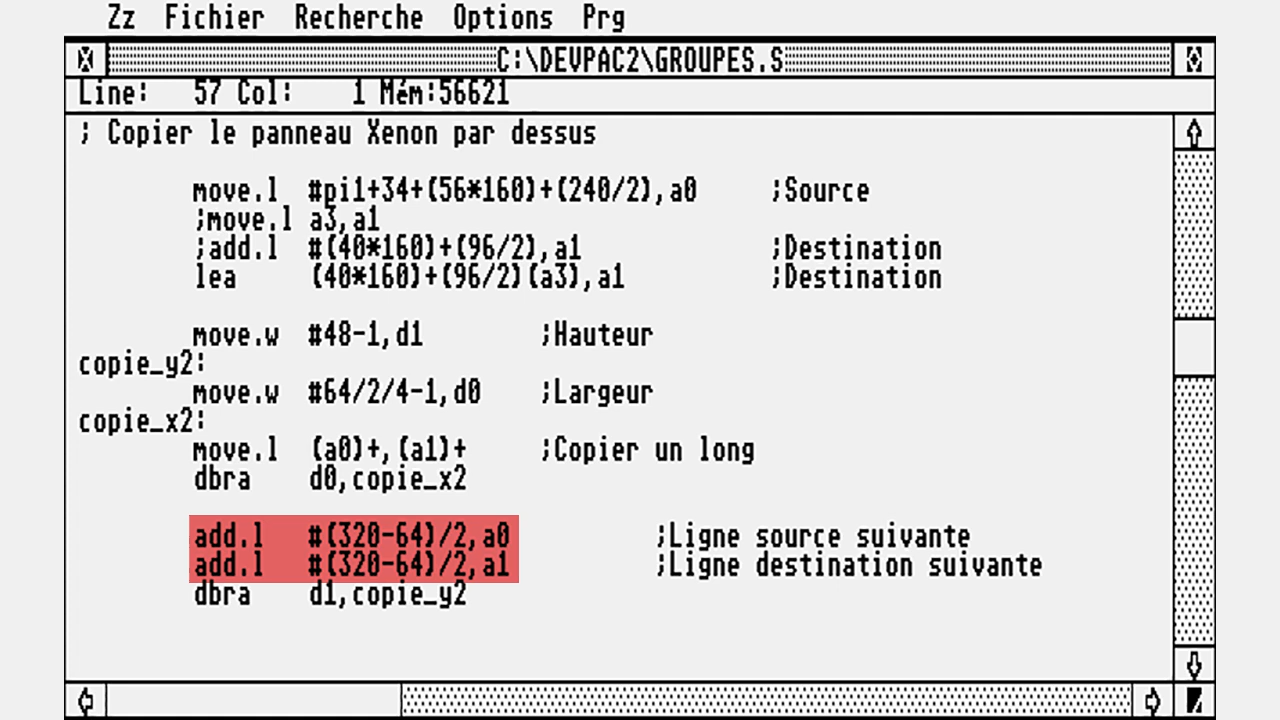 Zz Fichier Recherche Options Prg
C:\DEVPAC2\GROUPES.S
Line: 57 Col: 1 Mém:56621
; Copier le panneau Xenon par dessus
move.l #pi1+34+(56*160)+(240/2),a0 ;Source
;move.l a3,a1
;add.l #(40*160)+(96/2),a1 ;Destination
lea (40*160)+(96/2)(a3),a1 ;Destination
move.w #48-1,d1 ;Hauteur
copie_y2:
move.w #64/2/4-1,d0 ;Largeur
copie_x2:
move.l (a0)+,(a1)+ ;Copier un long
dbra d0,copie_x2
add.l #(320-64)/2,a0 ;Ligne source suivante
add.l #(320-64)/2,a1 ;Ligne destination suivante
dbra d1,copie_y2